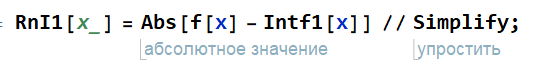 = RnI1[x_] = Abs[f[x] - Intf1[x]] // Simplify;
абсолютное значение упростить